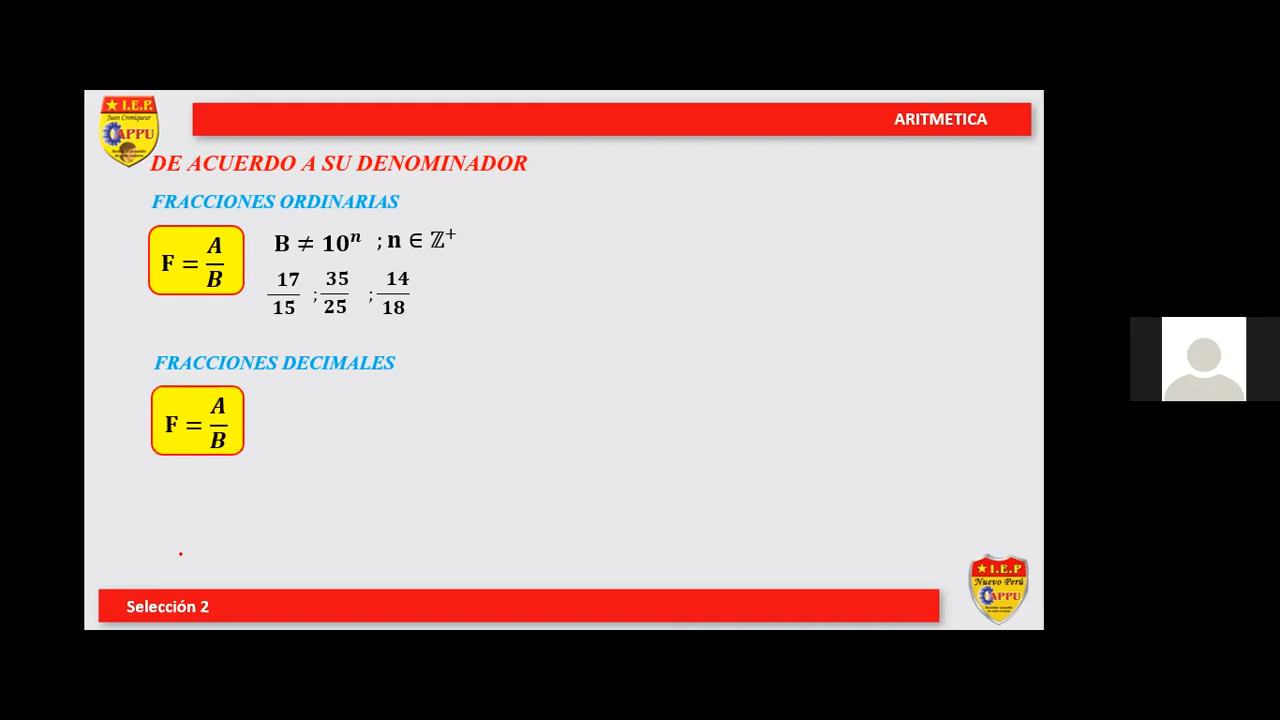 ★ I.E.P.
Juan Croniqueur
CAPPU
ARITMETICA
DE ACUERDO A SU DENOMINADOR
FRACCIONES ORDINARIAS
F = A/B
B ≠ 10ⁿ ; n ∈ ℤ⁺
17/15 ; 35/25 ; 14/18
FRACCIONES DECIMALES
F = A/B
Selección 2
★ I.E.P
Nuevo Perú
CAPPU